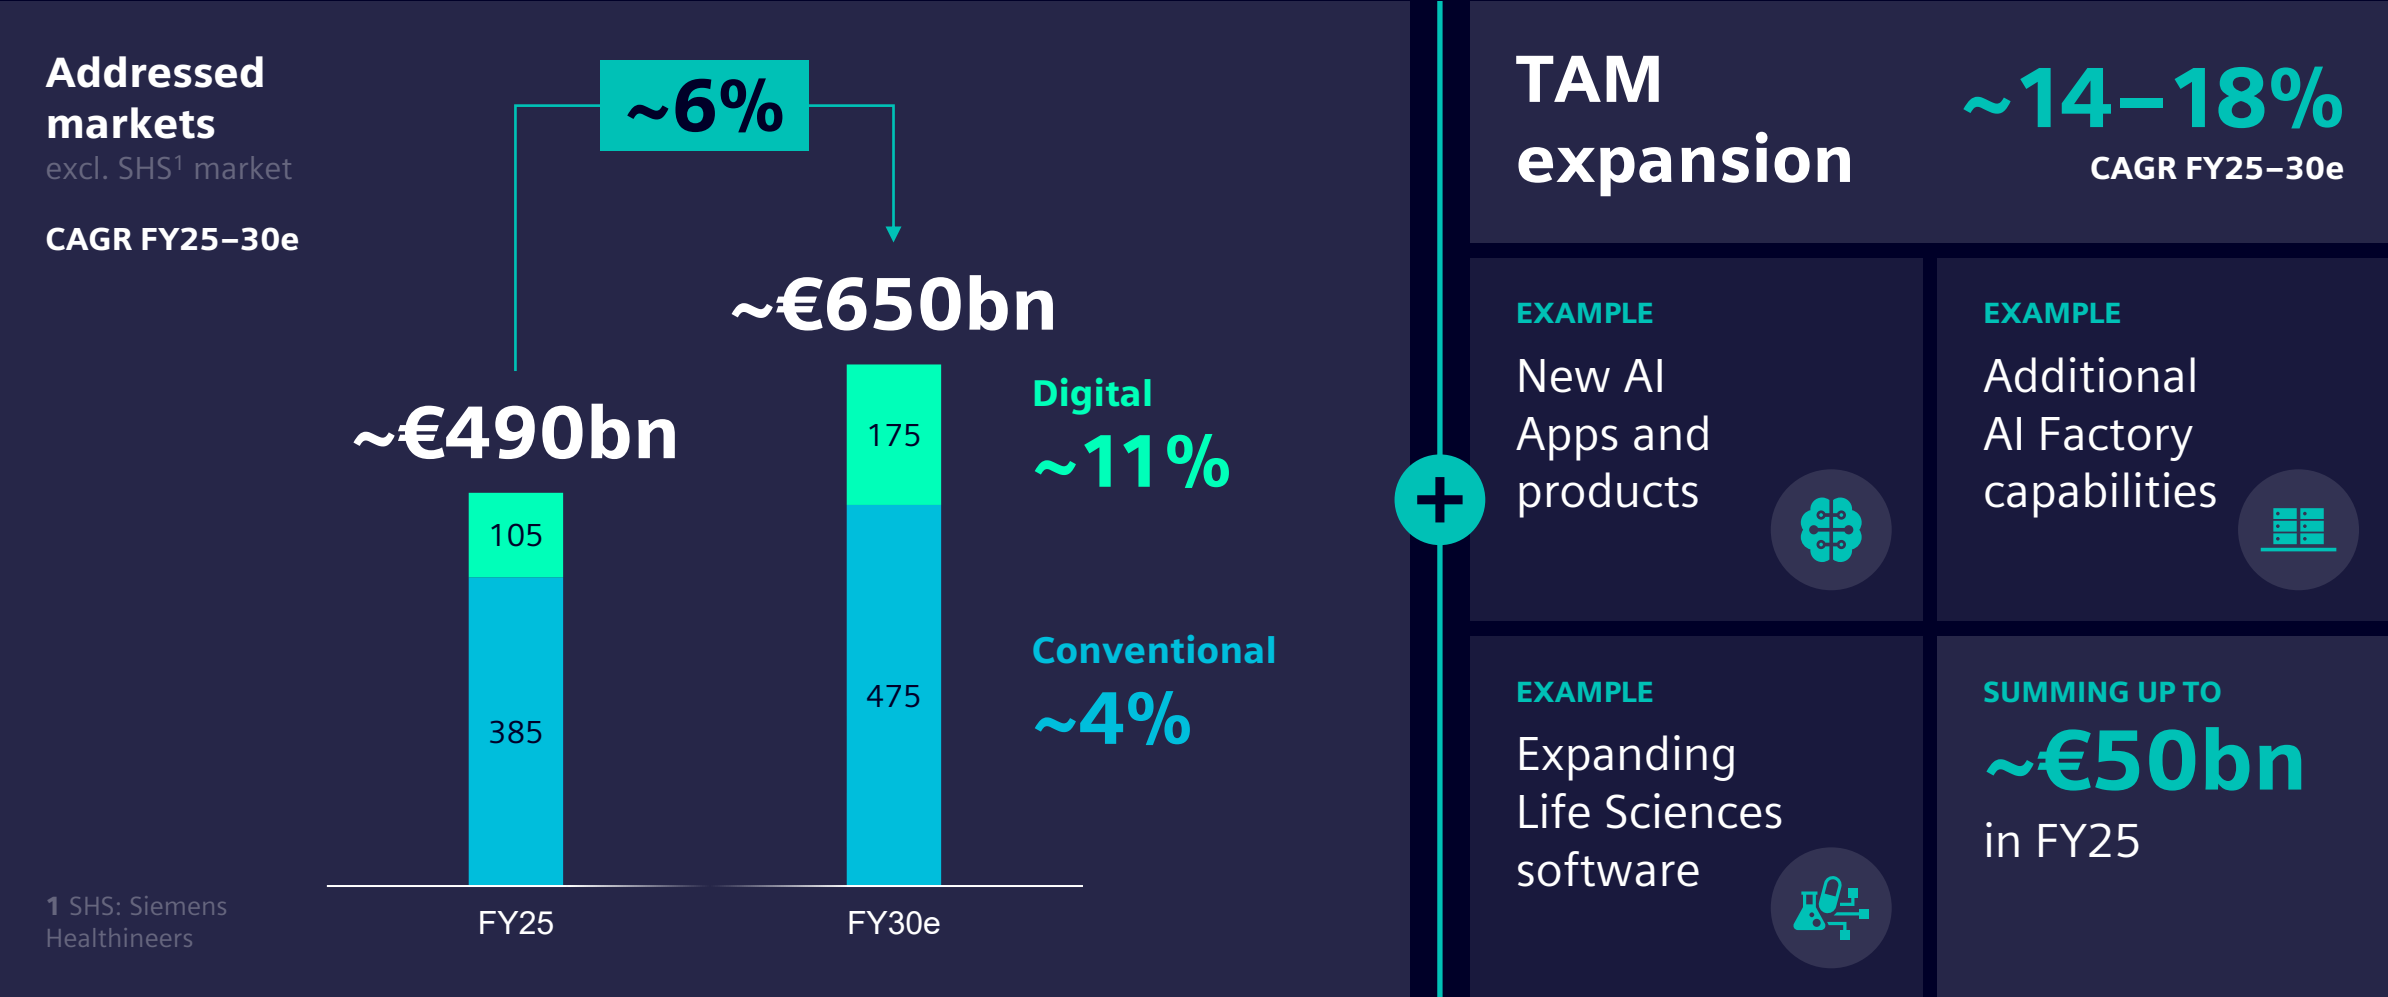 Addressed
markets
excl. SHS¹ market
CAGR FY25–30e
~6%
~€490bn
~€650bn
105
385
175
475
Digital
~11%
Conventional
~4%
FY25
FY30e
1 SHS: Siemens
Healthineers
+
TAM
expansion
~14–18%
CAGR FY25–30e
EXAMPLE
New AI
Apps and
products
EXAMPLE
Additional
AI Factory
capabilities
EXAMPLE
Expanding
Life Sciences
software
SUMMING UP TO
~€50bn
in FY25